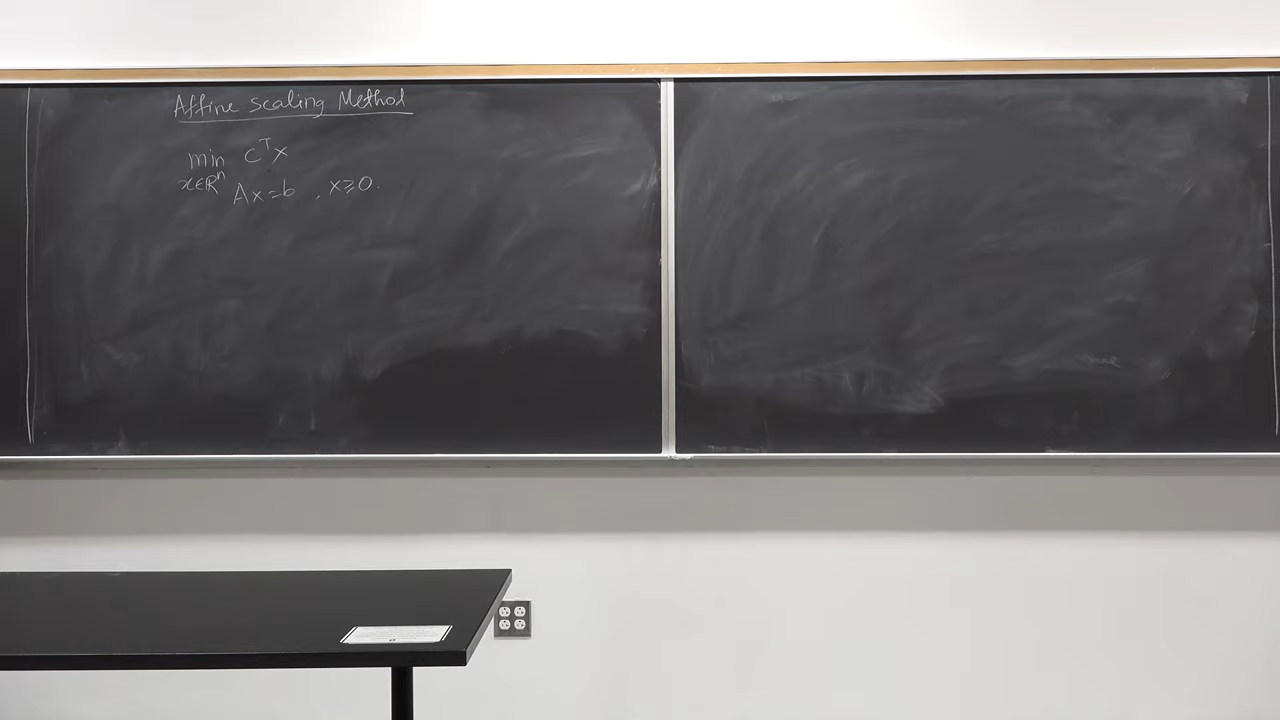 Affine scaling Method
min cᵀx
x∈ℝⁿ Ax=b , x≥0.